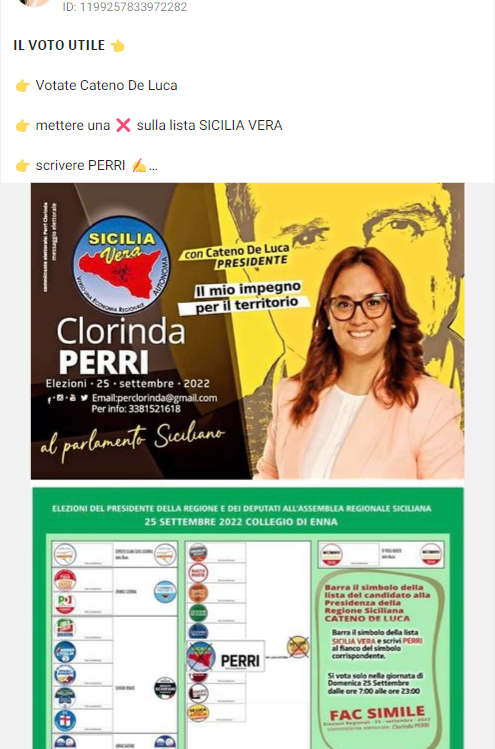 ID: 1199257833972282
IL VOTO UTILE 👈
👉 Votate Cateno De Luca
👉 mettere una ❌ sulla lista SICILIA VERA
👉 scrivere PERRI ✍️...
committente elettorale: Perri Clorinda
messaggio elettorale
SICILIA
Vera
VERSO UNA ECONOMIA REGIONALE AUTONOMA
con Cateno De Luca
PRESIDENTE
Il mio impegno
per il territorio
Clorinda
PERRI
Elezioni · 25 · settembre · 2022
Email:perclorinda@gmail.com
Per info: 3381521618
al parlamento Siciliano
ELEZIONI DEL PRESIDENTE DELLA REGIONE E DEI DEPUTATI ALL'ASSEMBLEA REGIONALE SICILIANA
25 SETTEMBRE 2022 COLLEGIO DI ENNA
PERRI
Barra il simbolo della
lista del candidato alla
Presidenza della
Regione Siciliana
CATENO DE LUCA
Barra il simbolo della lista
SICILIA VERA e scrivi PERRI
al fianco del simbolo
corrispondente.
Si vota solo nella giornata di
Domenica 25 Settembre
dalle ore 7:00 alle ore 23:00
FAC SIMILE
Elezioni Regionali · 25 · settembre · 2022
committente elettorale: Clorinda PERRI